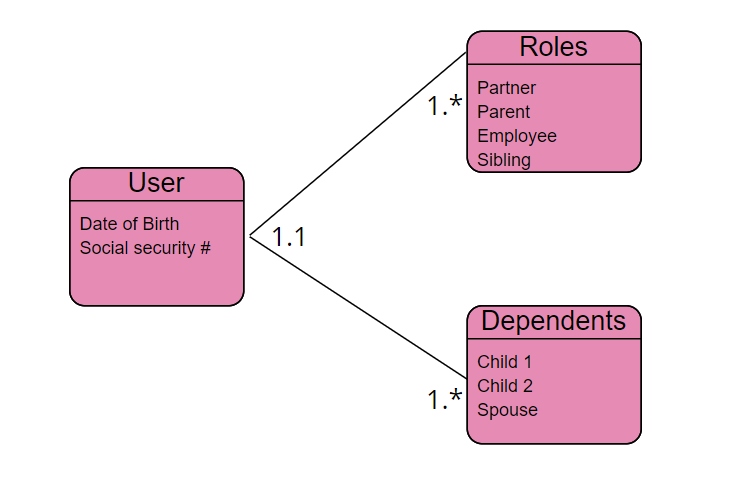 Roles
Partner
1.*
Parent
Employee
Sibling
User
Date of Birth
1.1
Social security #
Dependents
Child 1
Child 2
1.*
Spouse